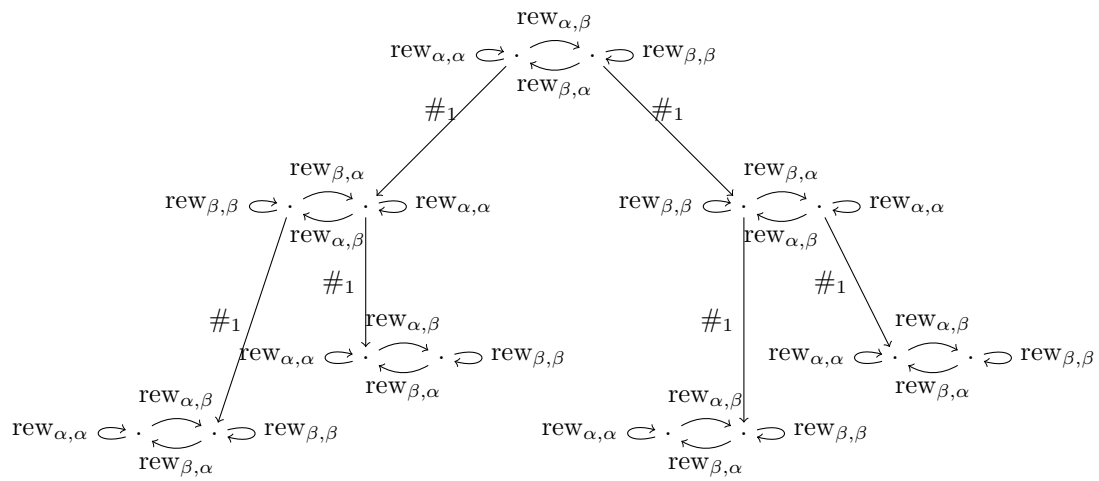 rew_{α,β}
rew_{α,α} rew_{β,β}
rew_{β,α}
#_1 #_1
rew_{β,α} rew_{β,α}
rew_{β,β} rew_{α,α} rew_{β,β} rew_{α,α}
rew_{α,β} rew_{α,β}
#_1 #_1
#_1 rew_{α,β} #_1 rew_{α,β}
rew_{α,α} rew_{β,β} rew_{α,α} rew_{β,β}
rew_{α,β} rew_{β,α} rew_{α,β} rew_{β,α}
rew_{α,α} rew_{β,β} rew_{α,α} rew_{β,β}
rew_{β,α} rew_{β,α}